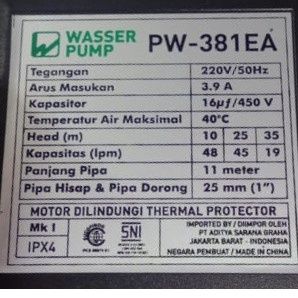 WASSER PUMP PW-381EA
Tegangan 220V/50Hz
Arus Masukan 3.9 A
Kapasitor 16µf/450 V
Temperatur Air Maksimal 40°C
Head (m) 10 25 35
Kapasitas (lpm) 48 45 19
Panjang Pipa 11 meter
Pipa Hisap & Pipa Dorong 25 mm (1")
MOTOR DILINDUNGI THERMAL PROTECTOR
Mk I
IPX4
SNI
IMPORTED BY / DIIMPOR OLEH
PT ADITYA SARANA GRAHA
JAKARTA BARAT - INDONESIA
NEGARA PEMBUAT / MADE IN CHINA